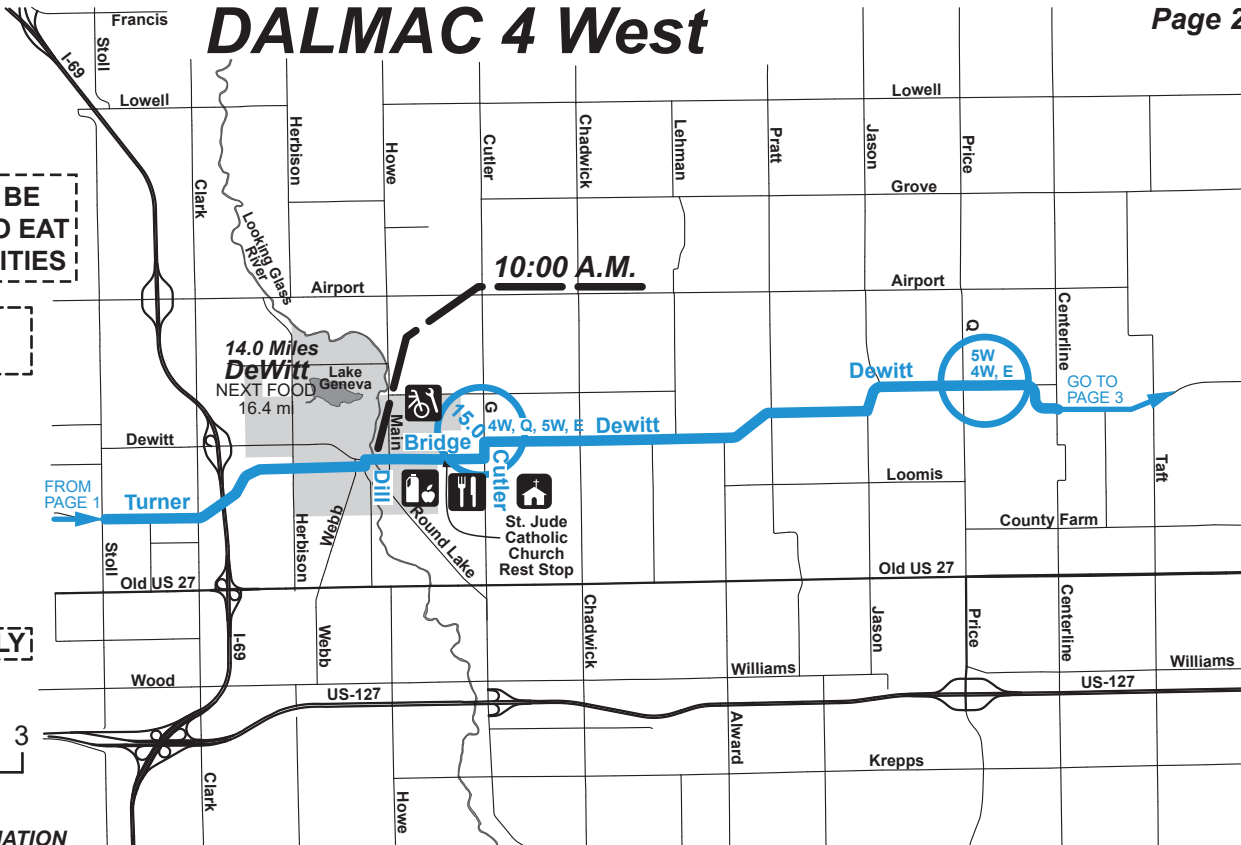 DALMAC 4 West
Page 2
Francis
Stoll
I-69
Lowell
Lowell
Herbison
Howe
Cutler
Chadwick
Lehman
Pratt
Jason
Price
BE
EAT
Clark
Grove
Looking Glass
River
10:00 A.M.
Airport
Airport
Centerline
14.0 Miles
DeWitt
NEXT FOOD
16.4 mi
Lake
Geneva
Q
5W
4W, E
Dewitt
GO TO
PAGE 3
Main
15.0
G
4W, Q, 5W, E
Dewitt
Dewitt
Bridge
Cutler
Dill
Taft
Loomis
FROM
PAGE 1
Turner
Herbison
Webb
Round Lake
St. Jude
Catholic
Church
Rest Stop
County Farm
Stoll
Old US 27
Old US 27
Chadwick
Jason
Price
Centerline
LY
I-69
Webb
Williams
Williams
Wood
US-127
US-127
3
Alward
Krepps
Clark
Howe